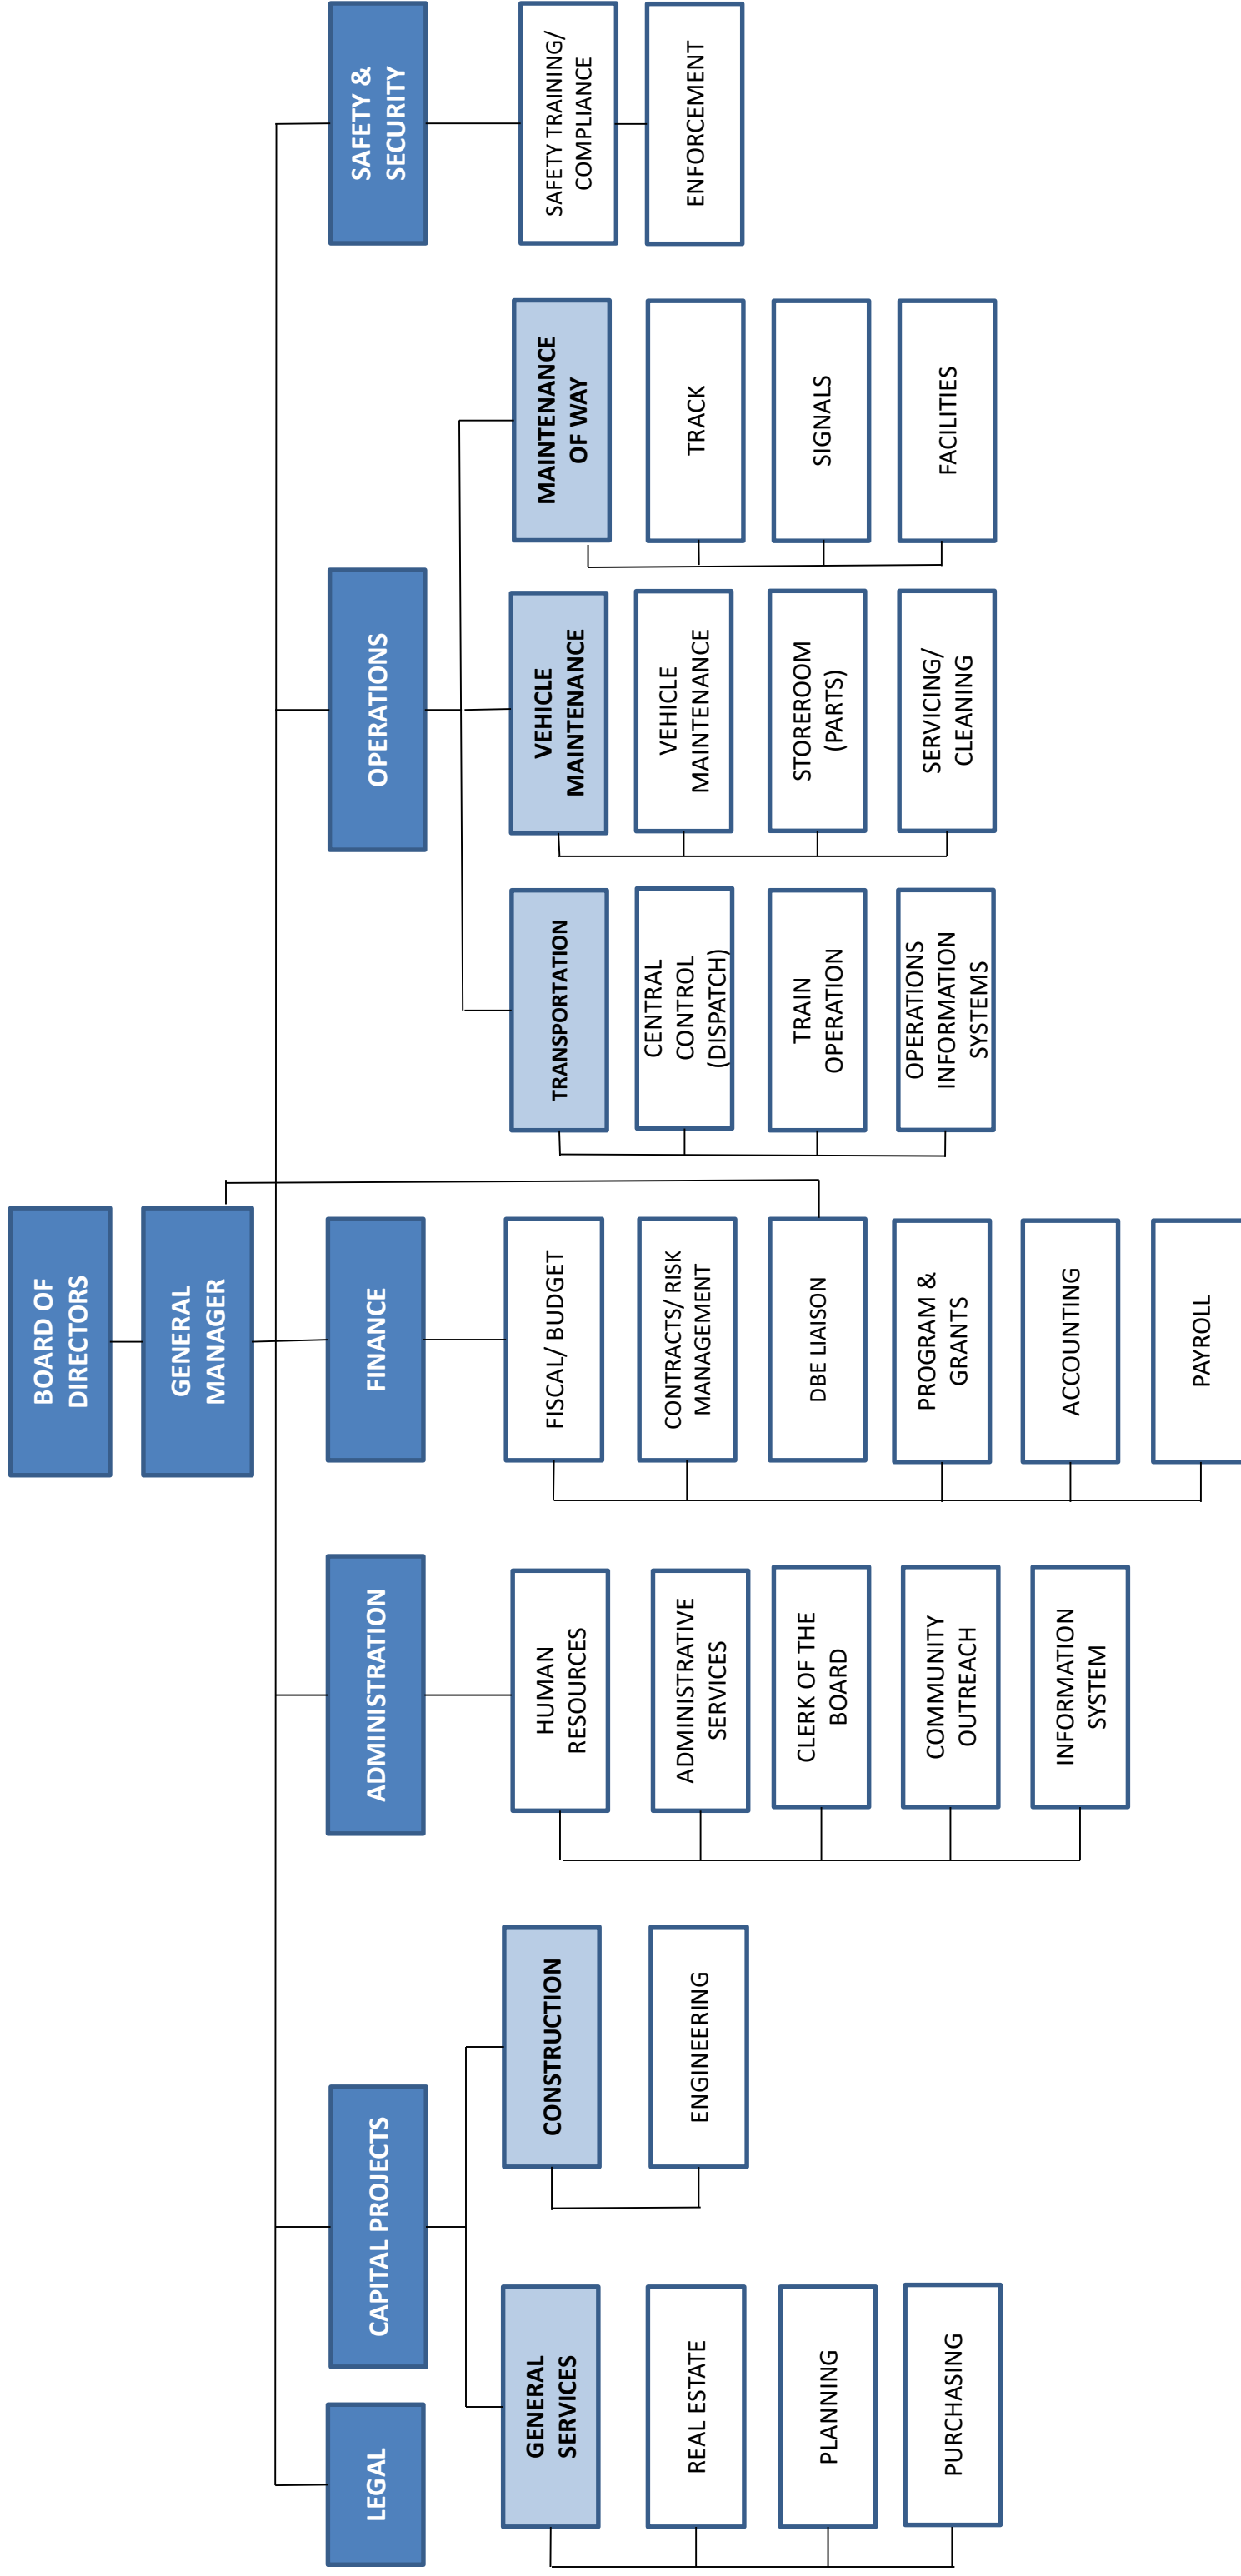 BOARD OF
DIRECTORS
GENERAL
MANAGER
LEGAL
CAPITAL PROJECTS
ADMINISTRATION
FINANCE
OPERATIONS
SAFETY &
SECURITY
GENERAL
SERVICES
REAL ESTATE
PLANNING
PURCHASING
CONSTRUCTION
ENGINEERING
HUMAN
RESOURCES
ADMINISTRATIVE
SERVICES
CLERK OF THE
BOARD
COMMUNITY
OUTREACH
INFORMATION
SYSTEM
FISCAL/ BUDGET
CONTRACTS/ RISK
MANAGEMENT
DBE LIAISON
PROGRAM &
GRANTS
ACCOUNTING
PAYROLL
TRANSPORTATION
CENTRAL
CONTROL
(DISPATCH)
TRAIN
OPERATION
OPERATIONS
INFORMATION
SYSTEMS
VEHICLE
MAINTENANCE
VEHICLE
MAINTENANCE
STOREROOM
(PARTS)
SERVICING/
CLEANING
MAINTENANCE
OF WAY
TRACK
SIGNALS
FACILITIES
SAFETY TRAINING/
COMPLIANCE
ENFORCEMENT